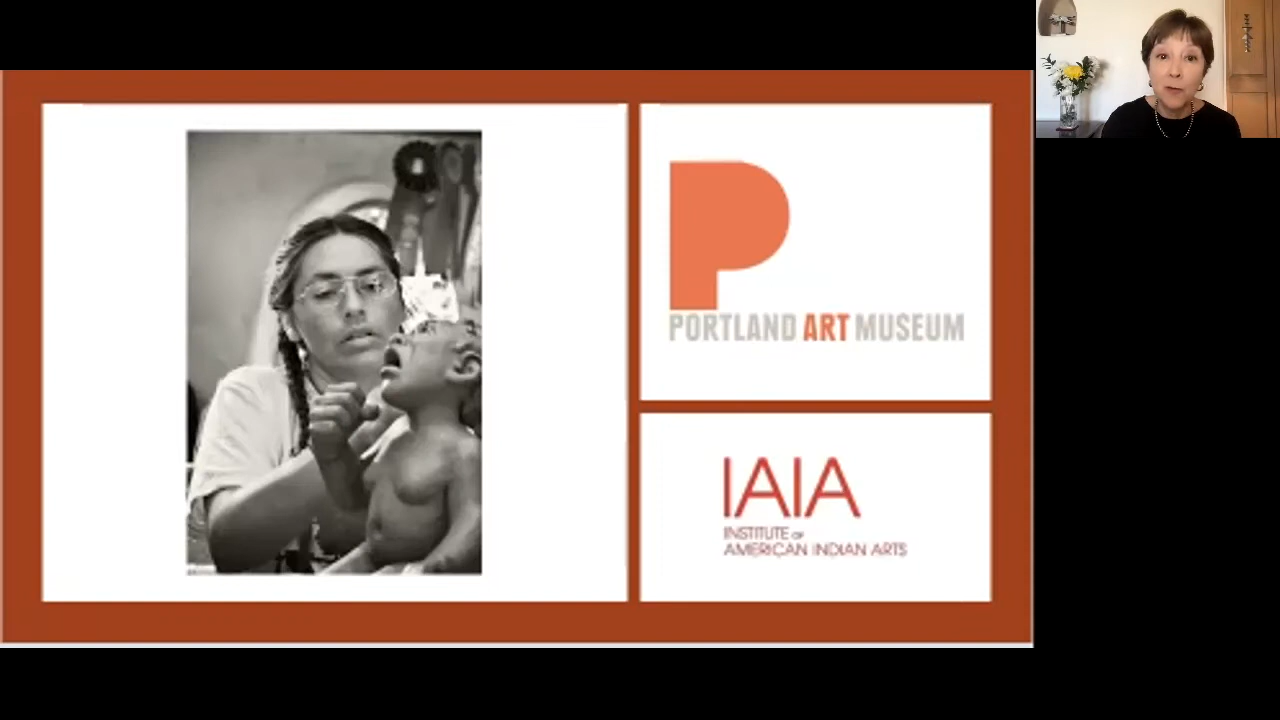 PORTLAND ART MUSEUM
IAIA
INSTITUTE OF
AMERICAN INDIAN ARTS